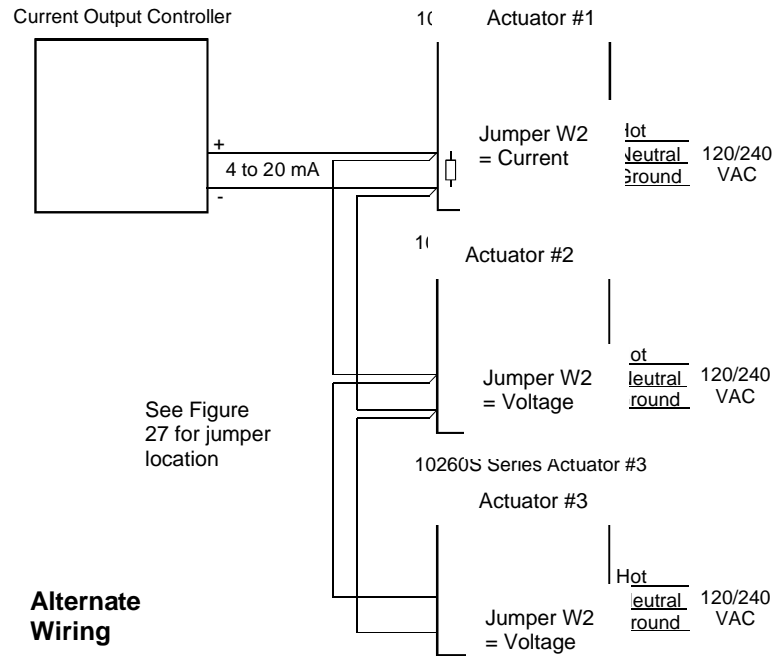 Current Output Controller
Actuator #1
+
4 to 20 mA
-
Jumper W2
= Current
Neutral
Ground
120/240
VAC
Actuator #2
Jumper W2
= Voltage
120/240
VAC
See Figure
27 for jumper
location
10260S Series Actuator #3
Actuator #3
Hot
120/240
VAC
Jumper W2
= Voltage
Alternate
Wiring